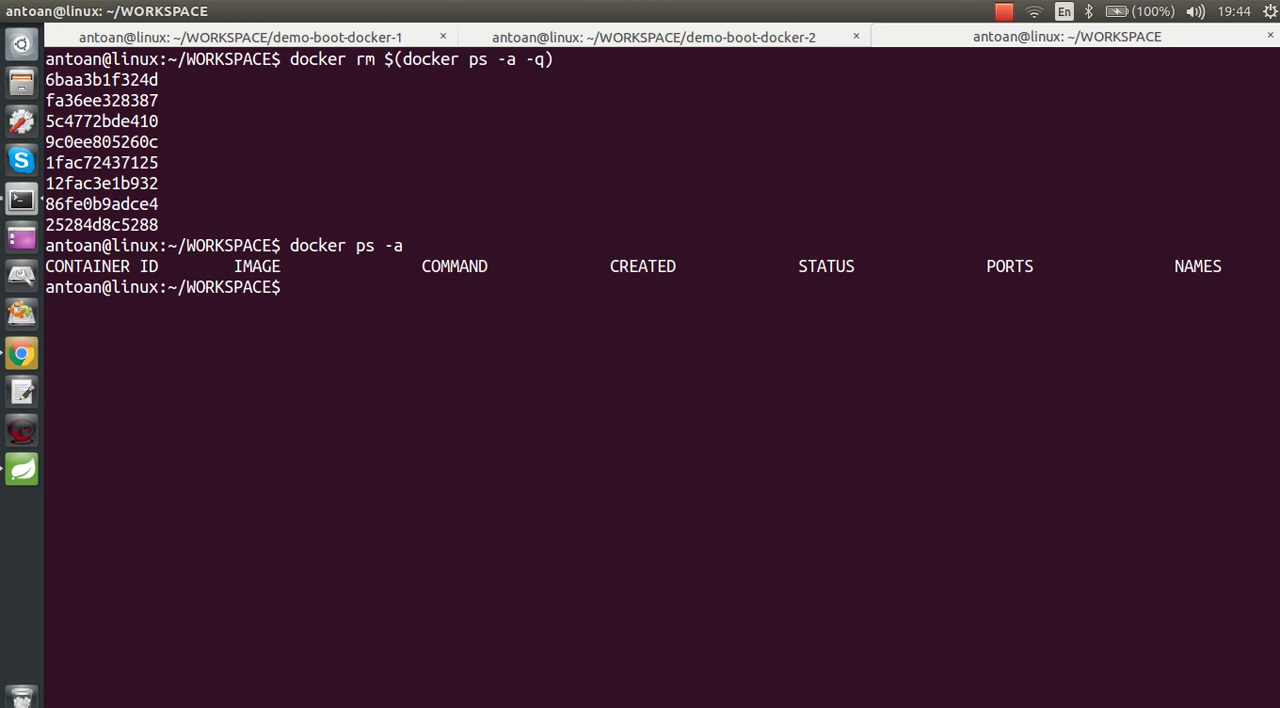 antoan@linux: ~/WORKSPACE
En
(100%)
19:44
antoan@linux: ~/WORKSPACE/demo-boot-docker-1 ×
antoan@linux: ~/WORKSPACE/demo-boot-docker-2 ×
antoan@linux: ~/WORKSPACE ×
antoan@linux:~/WORKSPACE$ docker rm $(docker ps -a -q)
6baa3b1f324d
fa36ee328387
5c4772bde410
9c0ee805260c
1fac72437125
12fac3e1b932
86fe0b9adce4
25284d8c5288
antoan@linux:~/WORKSPACE$ docker ps -a
CONTAINER ID IMAGE COMMAND CREATED STATUS PORTS NAMES
antoan@linux:~/WORKSPACE$